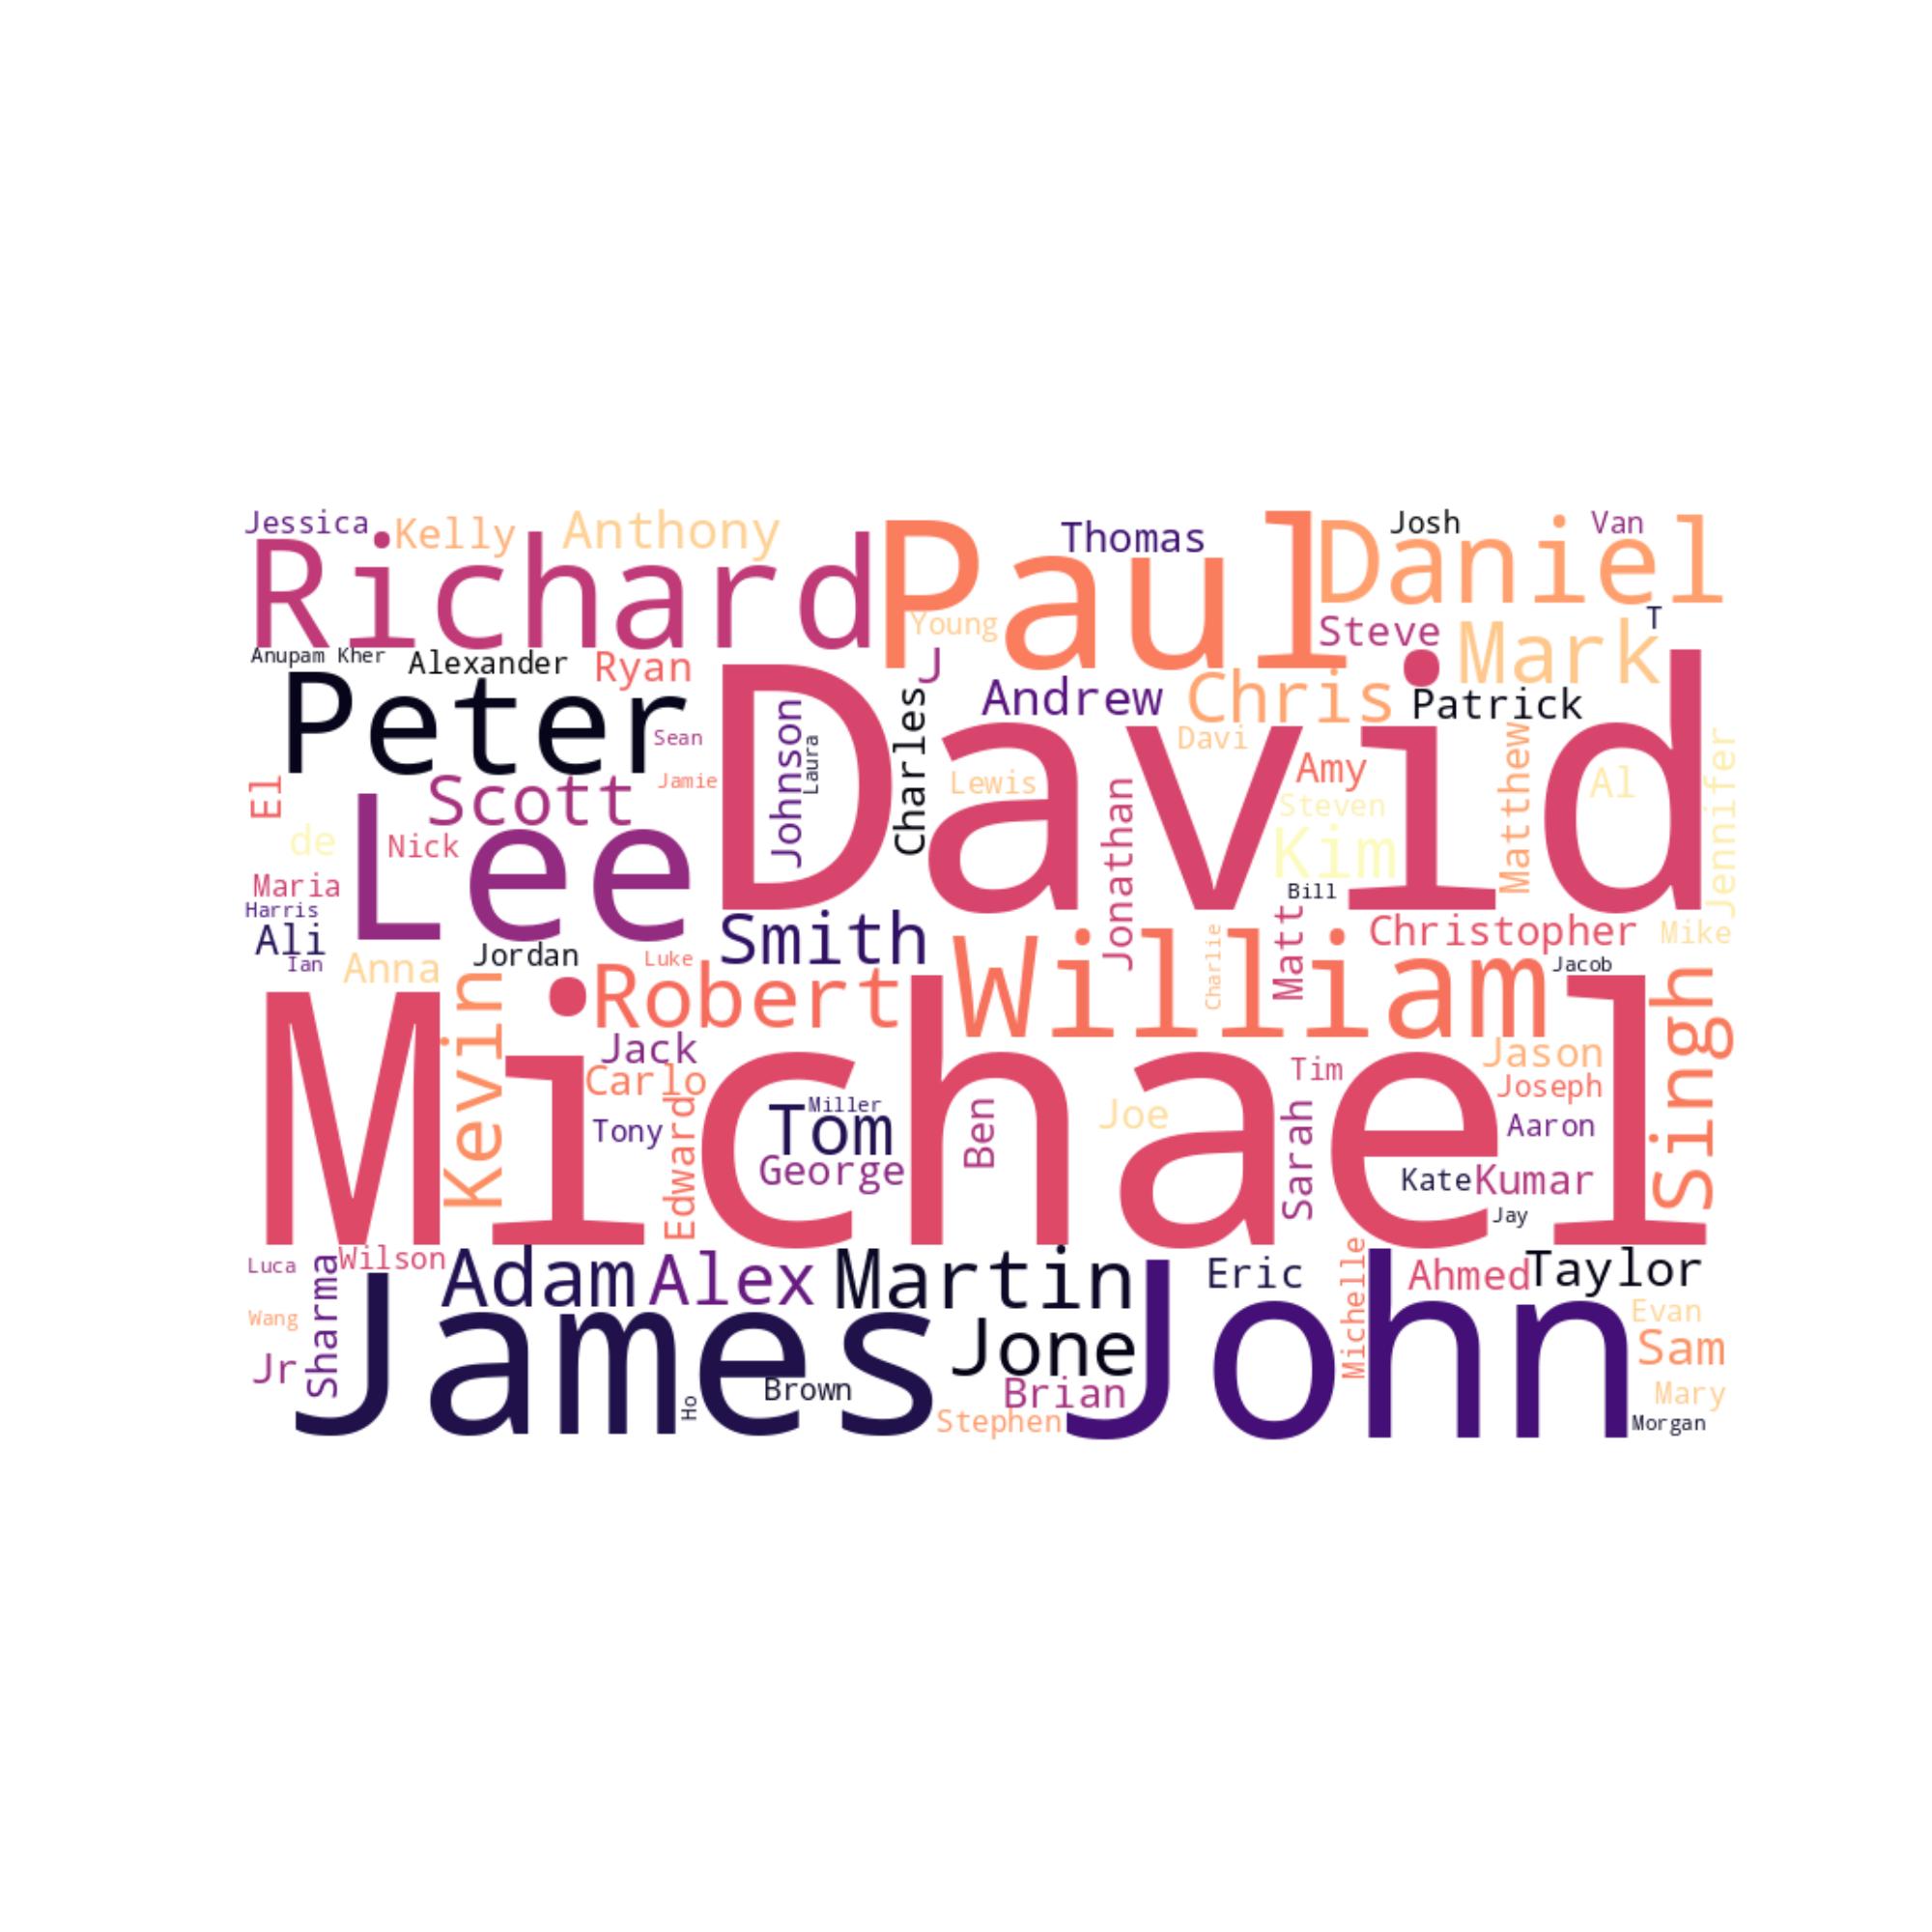 Jessica
Kelly
Anthony
Thomas
Josh
Van
Richard
Paul
Daniel
Young
T
Steve
Mark
Anupam Kher
Alexander
Ryan
J
Peter
Andrew
Chris
Patrick
Sean
David
Davi
Johnson
Laura
Charles
Amy
Matthew
Jennifer
El
Scott
Jamie
Lewis
Steven
Al
de
Nick
Lee
Jonathan
Kim
Maria
Bill
Harris
Ali
Smith
Christopher
Mike
Ian
Anna
Jordan
Luke
William
Charlie
Matt
Jacob
Robert
Singh
Michael
Kevin
Jack
Carlo
Tim
Jason
Joseph
Miller
Tony
Edward
Tom
Ben
Joe
Sarah
Aaron
George
Kate
Kumar
Jay
Luca
Wilson
Sharma
Adam
Alex
Martin
Eric
Michelle
Ahmed
Taylor
Wang
James
Jone
John
Evan
Sam
Jr
Ho
Brown
Brian
Mary
Stephen
Morgan